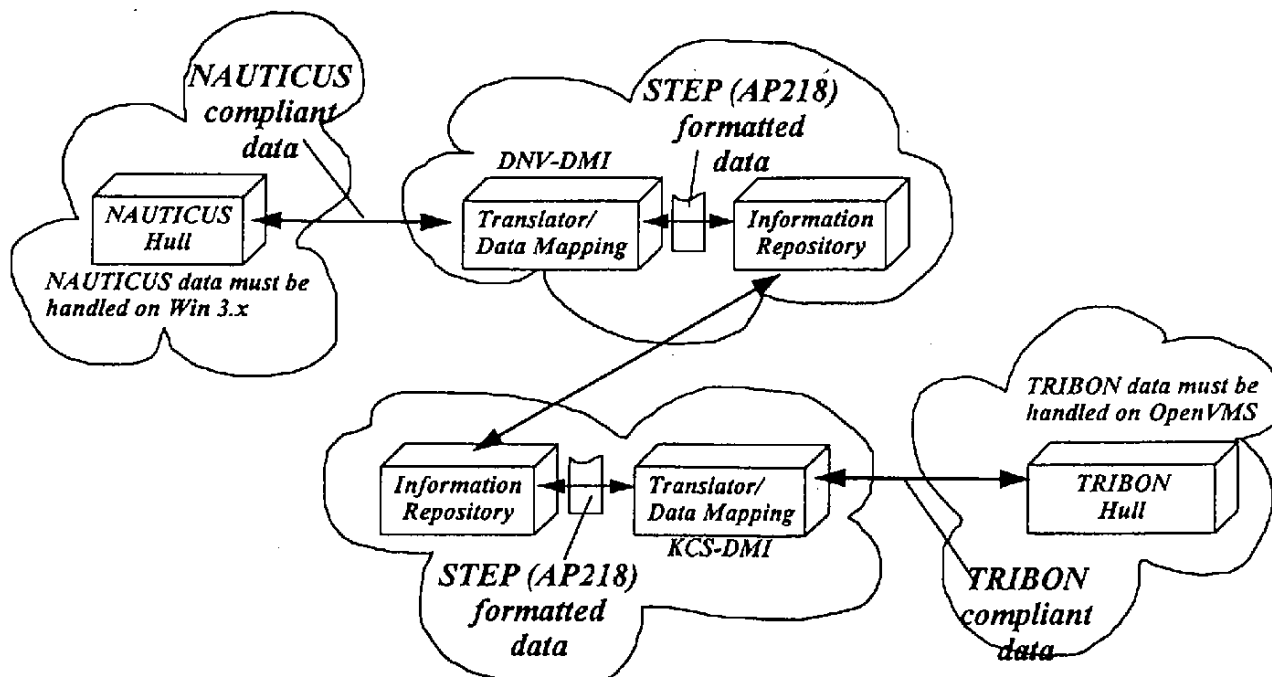 NAUTICUS
compliant
data
STEP (AP218)
formatted
data
DNV-DMI
NAUTICUS
Hull
Translator/
Data Mapping
Information
Repository
NAUTICUS data must be
handled on Win 3.x
TRIBON data must be
handled on OpenVMS
Information
Repository
Translator/
Data Mapping
KCS-DMI
TRIBON
Hull
STEP (AP218)
formatted
data
TRIBON
compliant
data